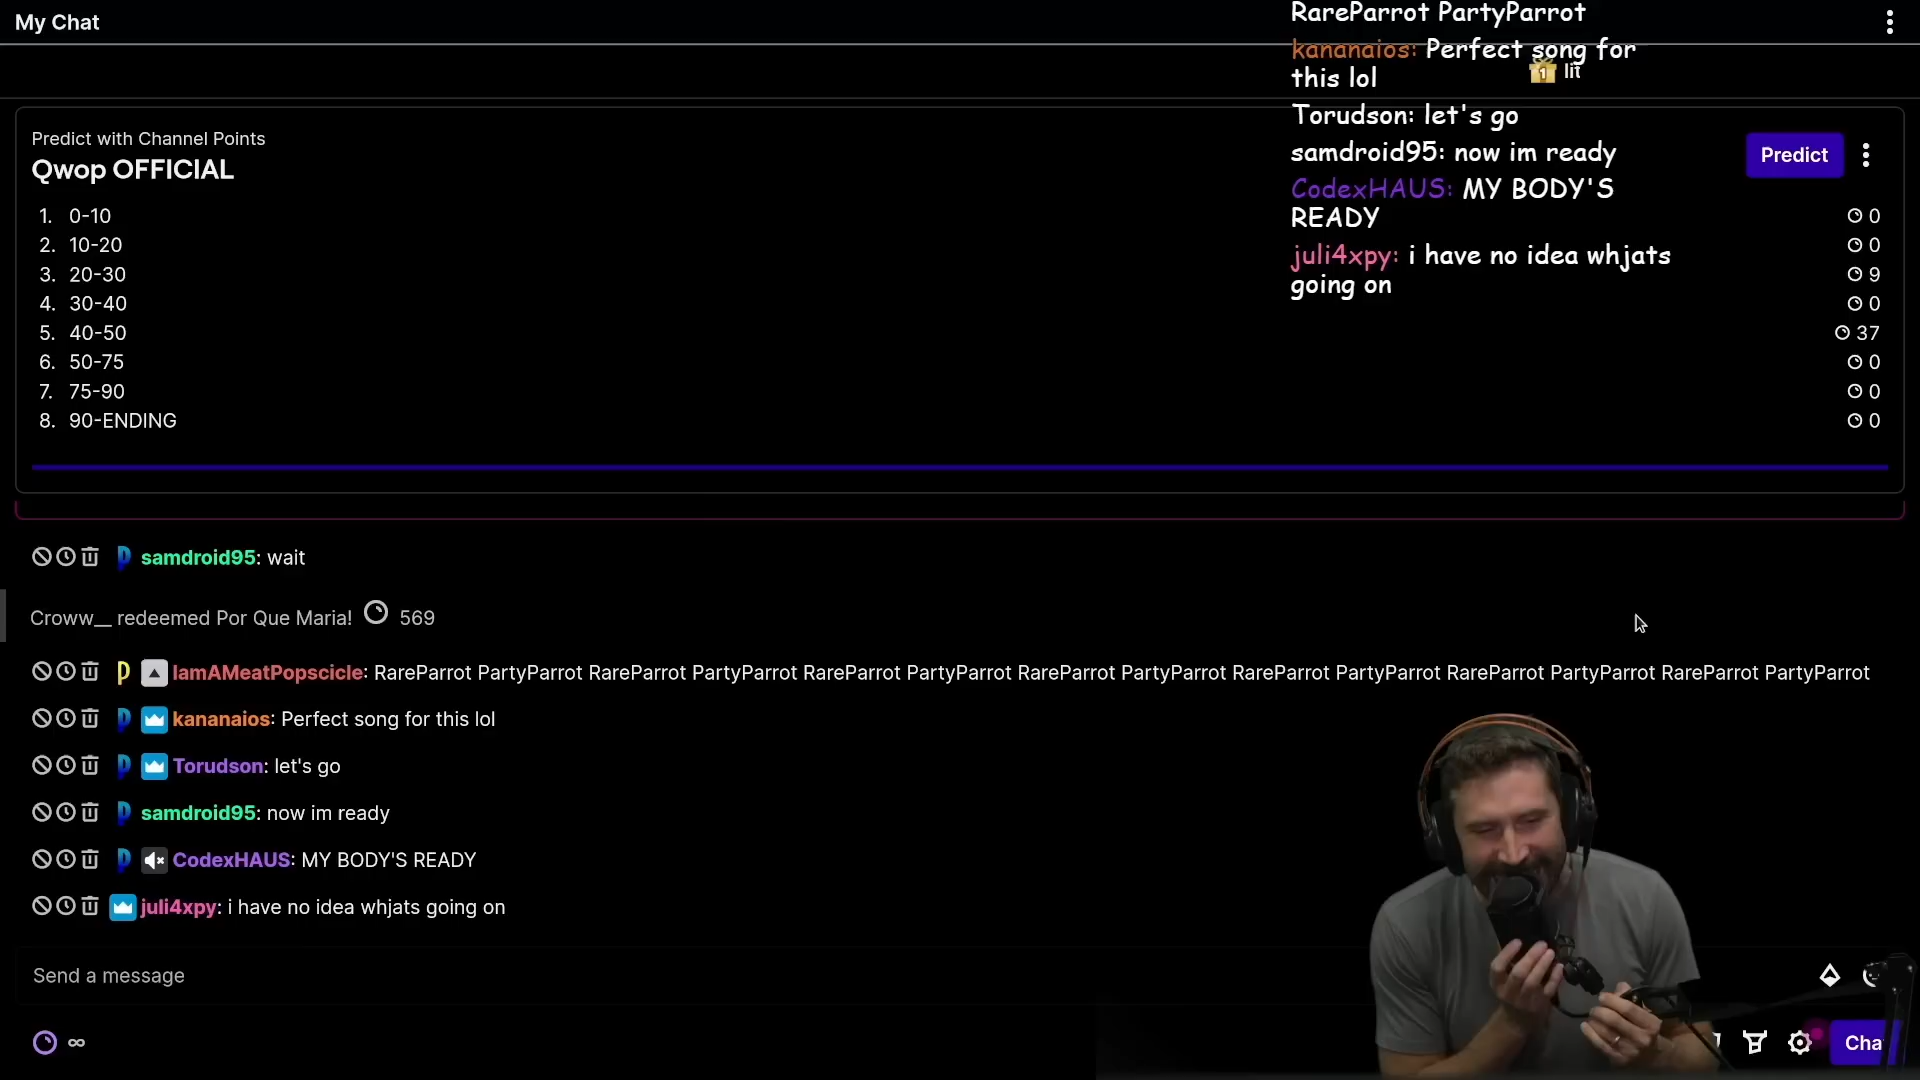 My Chat
RareParrot PartyParrot
kananaios: Perfect song for
this lol
1 lit
Torudson: let's go
samdroid95: now im ready
CodexHAUS: MY BODY'S
READY
juli4xpy: i have no idea whjats
going on
Predict with Channel Points
Qwop OFFICIAL
Predict
1. 0-10 0
2. 10-20 0
3. 20-30 9
4. 30-40 0
5. 40-50 37
6. 50-75 0
7. 75-90 0
8. 90-ENDING 0
samdroid95: wait
Croww__ redeemed Por Que Maria! 569
IamAMeatPopscicle: RareParrot PartyParrot RareParrot PartyParrot RareParrot PartyParrot RareParrot PartyParrot RareParrot PartyParrot RareParrot PartyParrot RareParrot PartyParrot
kananaios: Perfect song for this lol
Torudson: let's go
samdroid95: now im ready
CodexHAUS: MY BODY'S READY
juli4xpy: i have no idea whjats going on
Send a message
∞
Cha